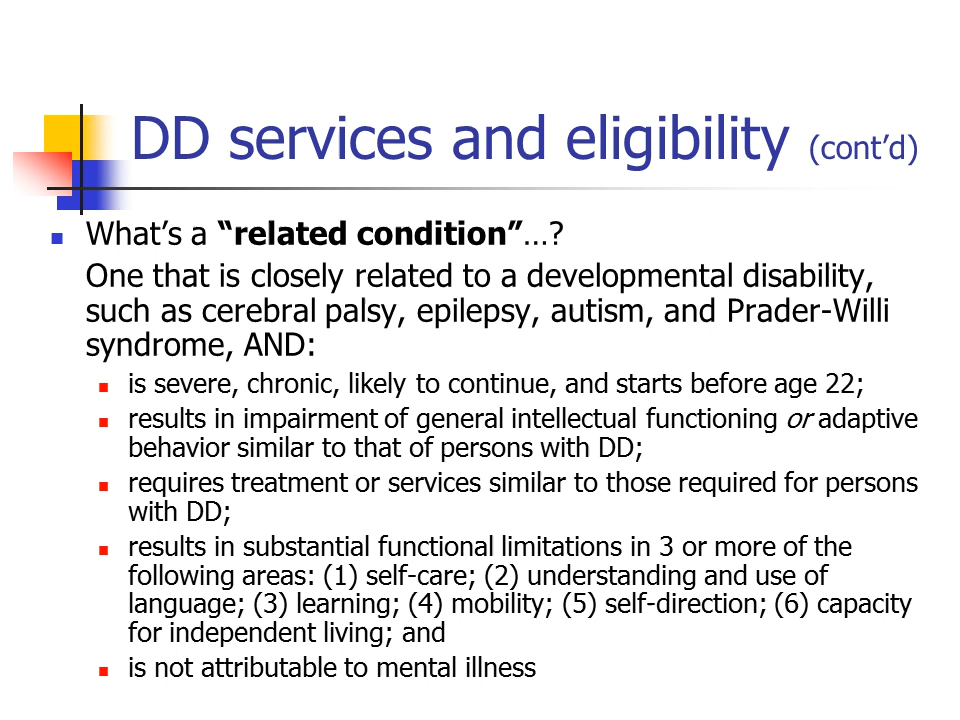 DD services and eligibility (cont’d)
What’s a “related condition”…?
One that is closely related to a developmental disability,
such as cerebral palsy, epilepsy, autism, and Prader-Willi
syndrome, AND:
is severe, chronic, likely to continue, and starts before age 22;
results in impairment of general intellectual functioning or adaptive
behavior similar to that of persons with DD;
requires treatment or services similar to those required for persons
with DD;
results in substantial functional limitations in 3 or more of the
following areas: (1) self-care; (2) understanding and use of
language; (3) learning; (4) mobility; (5) self-direction; (6) capacity
for independent living; and
is not attributable to mental illness